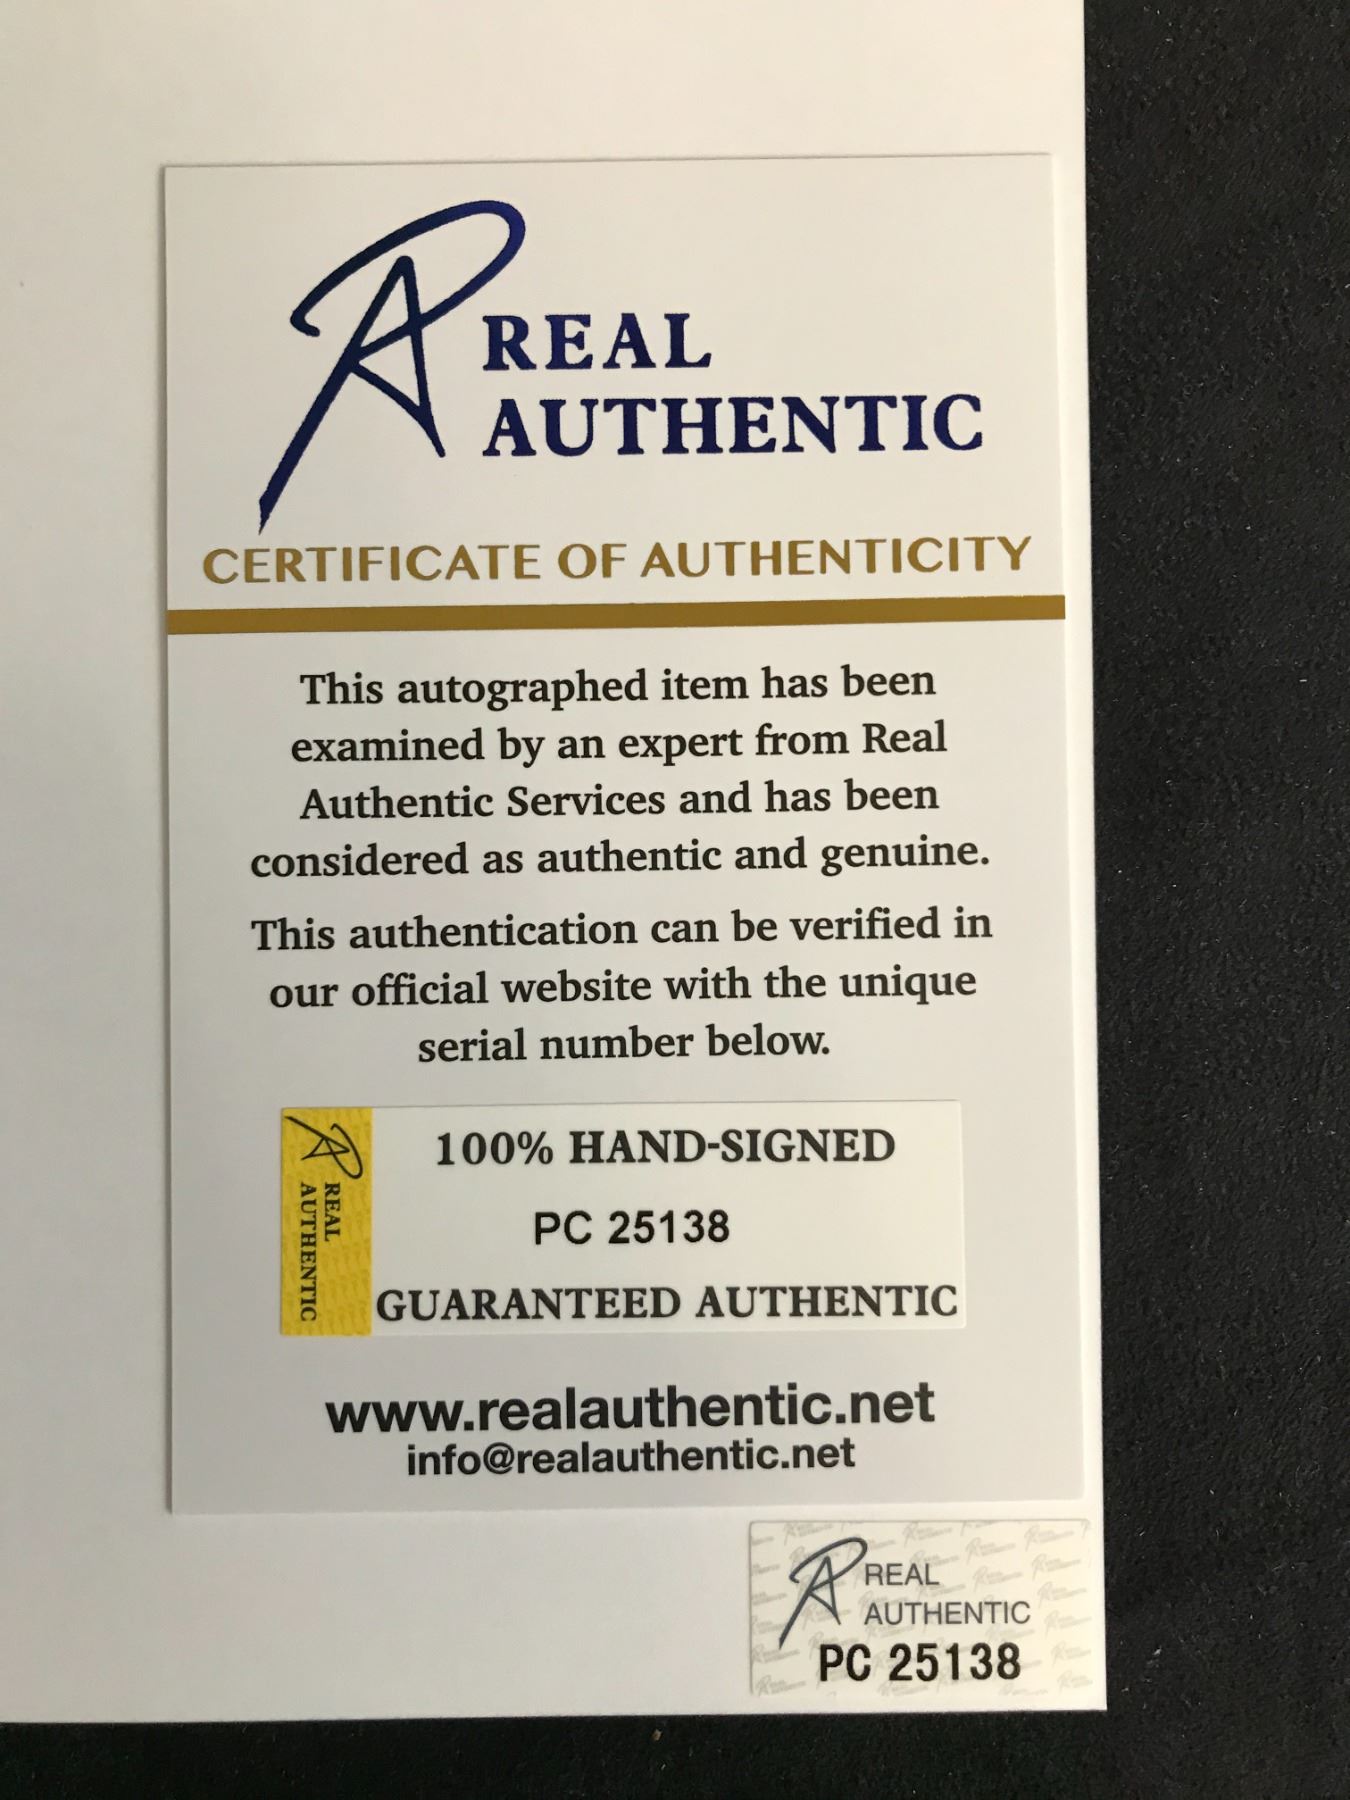 REAL
AUTHENTIC
CERTIFICATE OF AUTHENTICITY
This autographed item has been
examined by an expert from Real
Authentic Services and has been
considered as authentic and genuine.
This authentication can be verified in
our official website with the unique
serial number below.
REAL
AUTHENTIC
100% HAND-SIGNED
PC 25138
GUARANTEED AUTHENTIC
www.realauthentic.net
info@realauthentic.net
REAL
AUTHENTIC
PC 25138